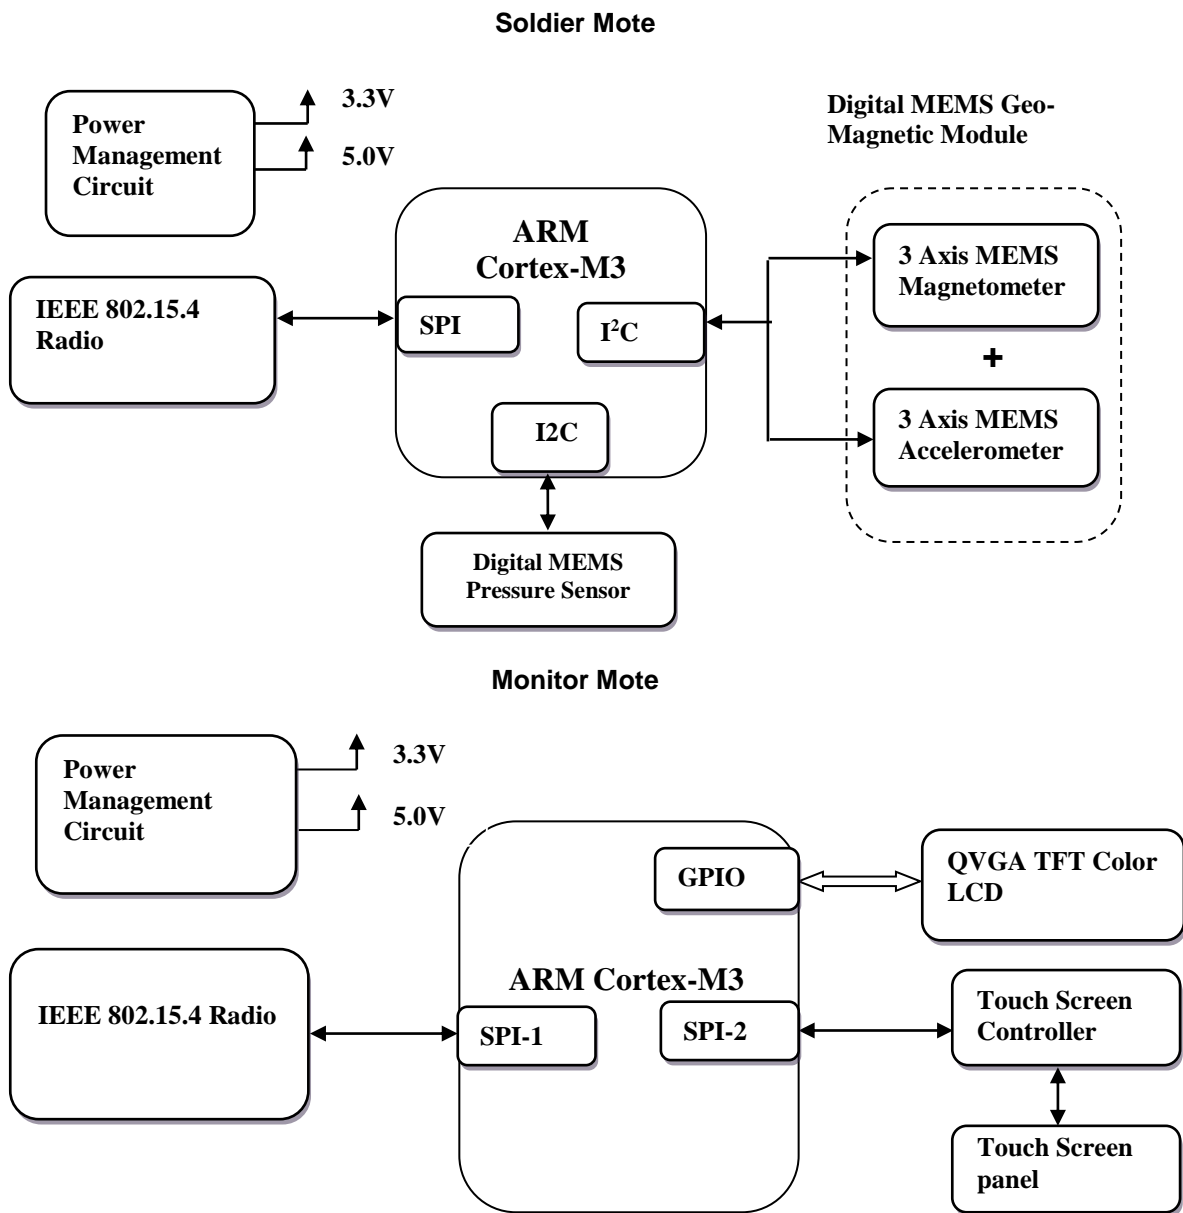 Soldier Mote
Power
Management
Circuit
3.3V
5.0V
Digital MEMS Geo-
Magnetic Module
ARM
Cortex-M3
3 Axis MEMS
Magnetometer
IEEE 802.15.4
Radio
SPI
I²C
+
I2C
3 Axis MEMS
Accelerometer
Digital MEMS
Pressure Sensor
Monitor Mote
Power
Management
Circuit
3.3V
5.0V
GPIO
QVGA TFT Color
LCD
ARM Cortex-M3
IEEE 802.15.4 Radio
SPI-1
SPI-2
Touch Screen
Controller
Touch Screen
panel